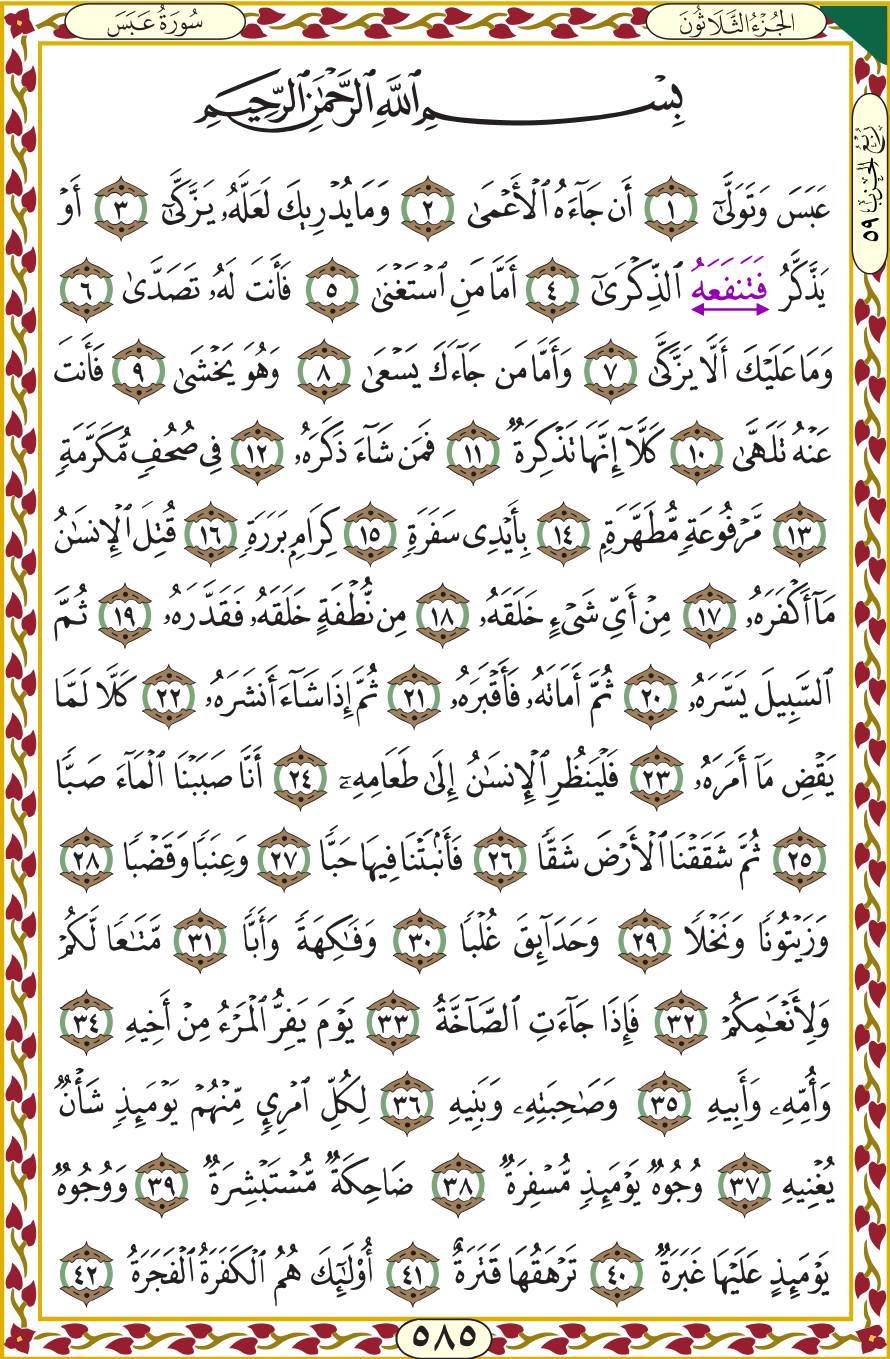 الجُزْءُ الثَّلَاثُونَ
سُورَةُ عَبَسَ
رُبْعُ الحِزْبِ ٥٩
بِسْمِ ٱللَّهِ ٱلرَّحْمَٰنِ ٱلرَّحِيمِ
عَبَسَ وَتَوَلَّىٰٓ ١ أَن جَآءَهُ ٱلْأَعْمَىٰ ٢ وَمَا يُدْرِيكَ لَعَلَّهُۥ يَزَّكَّىٰٓ ٣ أَوْ
يَذَّكَّرُ فَتَنفَعَهُ ٱلذِّكْرَىٰٓ ٤ أَمَّا مَنِ ٱسْتَغْنَىٰ ٥ فَأَنتَ لَهُۥ تَصَدَّىٰ ٦
وَمَا عَلَيْكَ أَلَّا يَزَّكَّىٰ ٧ وَأَمَّا مَن جَآءَكَ يَسْعَىٰ ٨ وَهُوَ يَخْشَىٰ ٩ فَأَنتَ
عَنْهُ تَلَهَّىٰ ١٠ كَلَّآ إِنَّهَا تَذْكِرَةٌ ١١ فَمَن شَآءَ ذَكَرَهُۥ ١٢ فِى صُحُفٍ مُّكَرَّمَةٍ
١٣ مَّرْفُوعَةٍ مُّطَهَّرَةٍۭ ١٤ بِأَيْدِى سَفَرَةٍ ١٥ كِرَامٍۭ بَرَرَةٍ ١٦ قُتِلَ ٱلْإِنسَٰنُ
مَآ أَكْفَرَهُۥ ١٧ مِنْ أَىِّ شَىْءٍ خَلَقَهُۥ ١٨ مِن نُّطْفَةٍ خَلَقَهُۥ فَقَدَّرَهُۥ ١٩ ثُمَّ
ٱلسَّبِيلَ يَسَّرَهُۥ ٢٠ ثُمَّ أَمَاتَهُۥ فَأَقْبَرَهُۥ ٢١ ثُمَّ إِذَا شَآءَ أَنشَرَهُۥ ٢٢ كَلَّا لَمَّا
يَقْضِ مَآ أَمَرَهُۥ ٢٣ فَلْيَنظُرِ ٱلْإِنسَٰنُ إِلَىٰ طَعَامِهِۦٓ ٢٤ أَنَّا صَبَبْنَا ٱلْمَآءَ صَبًّا
٢٥ ثُمَّ شَقَقْنَا ٱلْأَرْضَ شَقًّا ٢٦ فَأَنۢبَتْنَا فِيهَا حَبًّا ٢٧ وَعِنَبًا وَقَضْبًا ٢٨
وَزَيْتُونًا وَنَخْلًا ٢٩ وَحَدَآئِقَ غُلْبًا ٣٠ وَفَٰكِهَةً وَأَبًّا ٣١ مَّتَٰعًا لَّكُمْ
وَلِأَنْعَٰمِكُمْ ٣٢ فَإِذَا جَآءَتِ ٱلصَّآخَّةُ ٣٣ يَوْمَ يَفِرُّ ٱلْمَرْءُ مِنْ أَخِيهِ ٣٤
وَأُمِّهِۦ وَأَبِيهِ ٣٥ وَصَٰحِبَتِهِۦ وَبَنِيهِ ٣٦ لِكُلِّ ٱمْرِئٍ مِّنْهُمْ يَوْمَئِذٍ شَأْنٌ
يُغْنِيهِ ٣٧ وُجُوهٌ يَوْمَئِذٍ مُّسْفِرَةٌ ٣٨ ضَاحِكَةٌ مُّسْتَبْشِرَةٌ ٣٩ وَوُجُوهٌ
يَوْمَئِذٍ عَلَيْهَا غَبَرَةٌ ٤٠ تَرْهَقُهَا قَتَرَةٌ ٤١ أُو۟لَٰٓئِكَ هُمُ ٱلْكَفَرَةُ ٱلْفَجَرَةُ ٤٢
٥٨٥